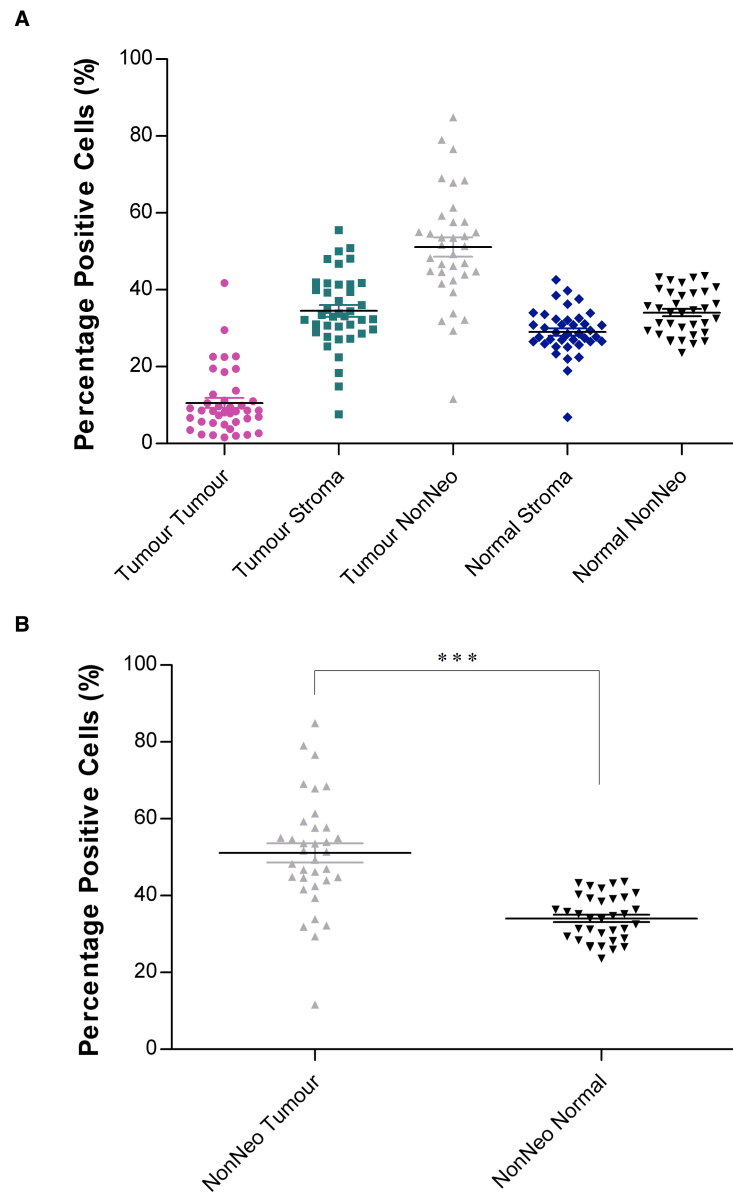 A
Percentage Positive Cells (%)
100
80
60
40
20
0
Tumour Tumour
Tumour Stroma
Tumour NonNeo
Normal Stroma
Normal NonNeo
B
***
Percentage Positive Cells (%)
100
80
60
40
20
0
NonNeo Tumour
NonNeo Normal